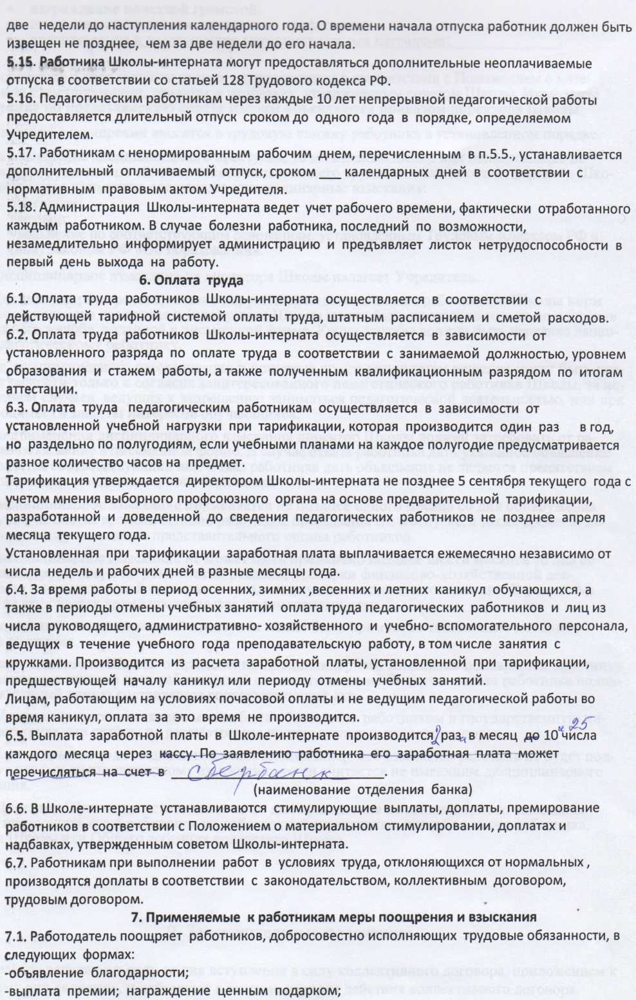 две недели до наступления календарного года. О времени начала отпуска работник должен быть
извещен не позднее, чем за две недели до его начала.
5.15. Работника Школы-интерната могут предоставляться дополнительные неоплачиваемые
отпуска в соответствии со статьей 128 Трудового кодекса РФ.
5.16. Педагогическим работникам через каждые 10 лет непрерывной педагогической работы
предоставляется длительный отпуск сроком до одного года в порядке, определяемом
Учредителем.
5.17. Работникам с ненормированным рабочим днем, перечисленным в п.5.5., устанавливается
дополнительный оплачиваемый отпуск, сроком ___ календарных дней в соответствии с
нормативным правовым актом Учредителя.
5.18. Администрация Школы-интерната ведет учет рабочего времени, фактически отработанного
каждым работником. В случае болезни работника, последний по возможности,
незамедлительно информирует администрацию и предъявляет листок нетрудоспособности в
первый день выхода на работу.
6. Оплата труда
6.1. Оплата труда работников Школы-интерната осуществляется в соответствии с
действующей тарифной системой оплаты труда, штатным расписанием и сметой расходов.
6.2. Оплата труда работников Школы-интерната осуществляется в зависимости от
установленного разряда по оплате труда в соответствии с занимаемой должностью, уровнем
образования и стажем работы, а также полученным квалификационным разрядом по итогам
аттестации.
6.3. Оплата труда педагогическим работникам осуществляется в зависимости от
установленной учебной нагрузки при тарификации, которая производится один раз в год,
но раздельно по полугодиям, если учебными планами на каждое полугодие предусматривается
разное количество часов на предмет.
Тарификация утверждается директором Школы-интерната не позднее 5 сентября текущего года с
учетом мнения выборного профсоюзного органа на основе предварительной тарификации,
разработанной и доведенной до сведения педагогических работников не позднее апреля
месяца текущего года.
Установленная при тарификации заработная плата выплачивается ежемесячно независимо от
числа недель и рабочих дней в разные месяцы года.
6.4. За время работы в период осенних, зимних ,весенних и летних каникул обучающихся, а
также в периоды отмены учебных занятий оплата труда педагогических работников и лиц из
числа руководящего, административно- хозяйственного и учебно- вспомогательного персонала,
ведущих в течение учебного года преподавательскую работу, в том числе занятия с
кружками. Производится из расчета заработной платы, установленной при тарификации,
предшествующей началу каникул или периоду отмены учебных занятий.
Лицам, работающим на условиях почасовой оплаты и не ведущим педагогической работы во
время каникул, оплата за это время не производится.
6.5. Выплата заработной платы в Школе-интернате производится 2 раза в месяц до 10 и 25 числа
каждого месяца через кассу. По заявлению работника его заработная плата может
перечисляться на счет в Сбербанк.
(наименование отделения банка)
6.6. В Школе-интернате устанавливаются стимулирующие выплаты, доплаты, премирование
работников в соответствии с Положением о материальном стимулировании, доплатах и
надбавках, утвержденным советом Школы-интерната.
6.7. Работникам при выполнении работ в условиях труда, отклоняющихся от нормальных ,
производятся доплаты в соответствии с законодательством, коллективным договором,
трудовым договором.
7. Применяемые к работникам меры поощрения и взыскания
7.1. Работодатель поощряет работников, добросовестно исполняющих трудовые обязанности, в
следующих формах:
-объявление благодарности;
-выплата премии; награждение ценным подарком;